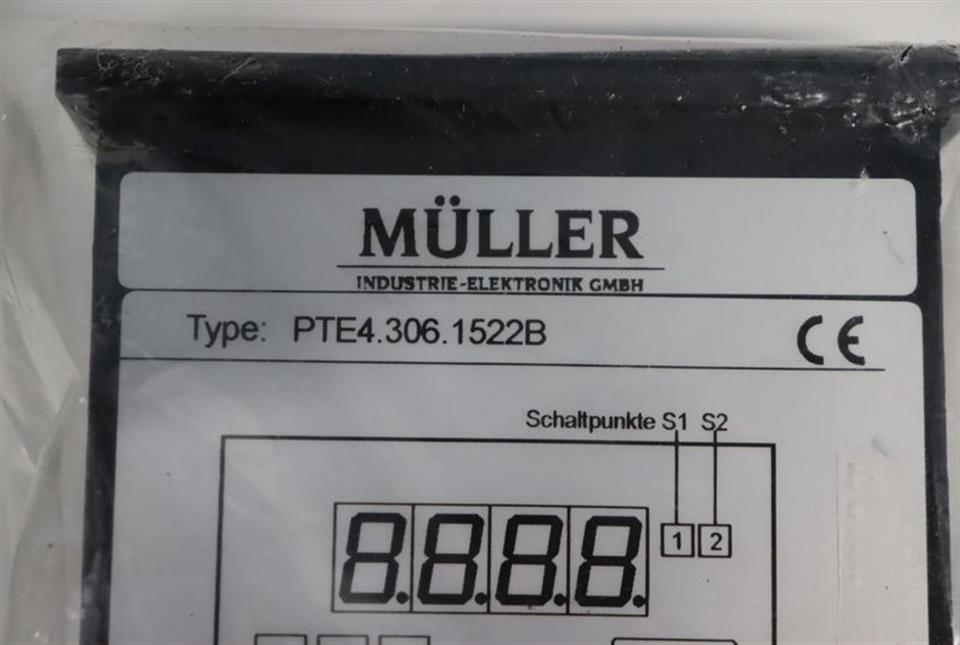 MÜLLER
INDUSTRIE-ELEKTRONIK GMBH
Type: PTE4.306.1522B CE
Schaltpunkte S1 S2
8.8.8.8. 1 2